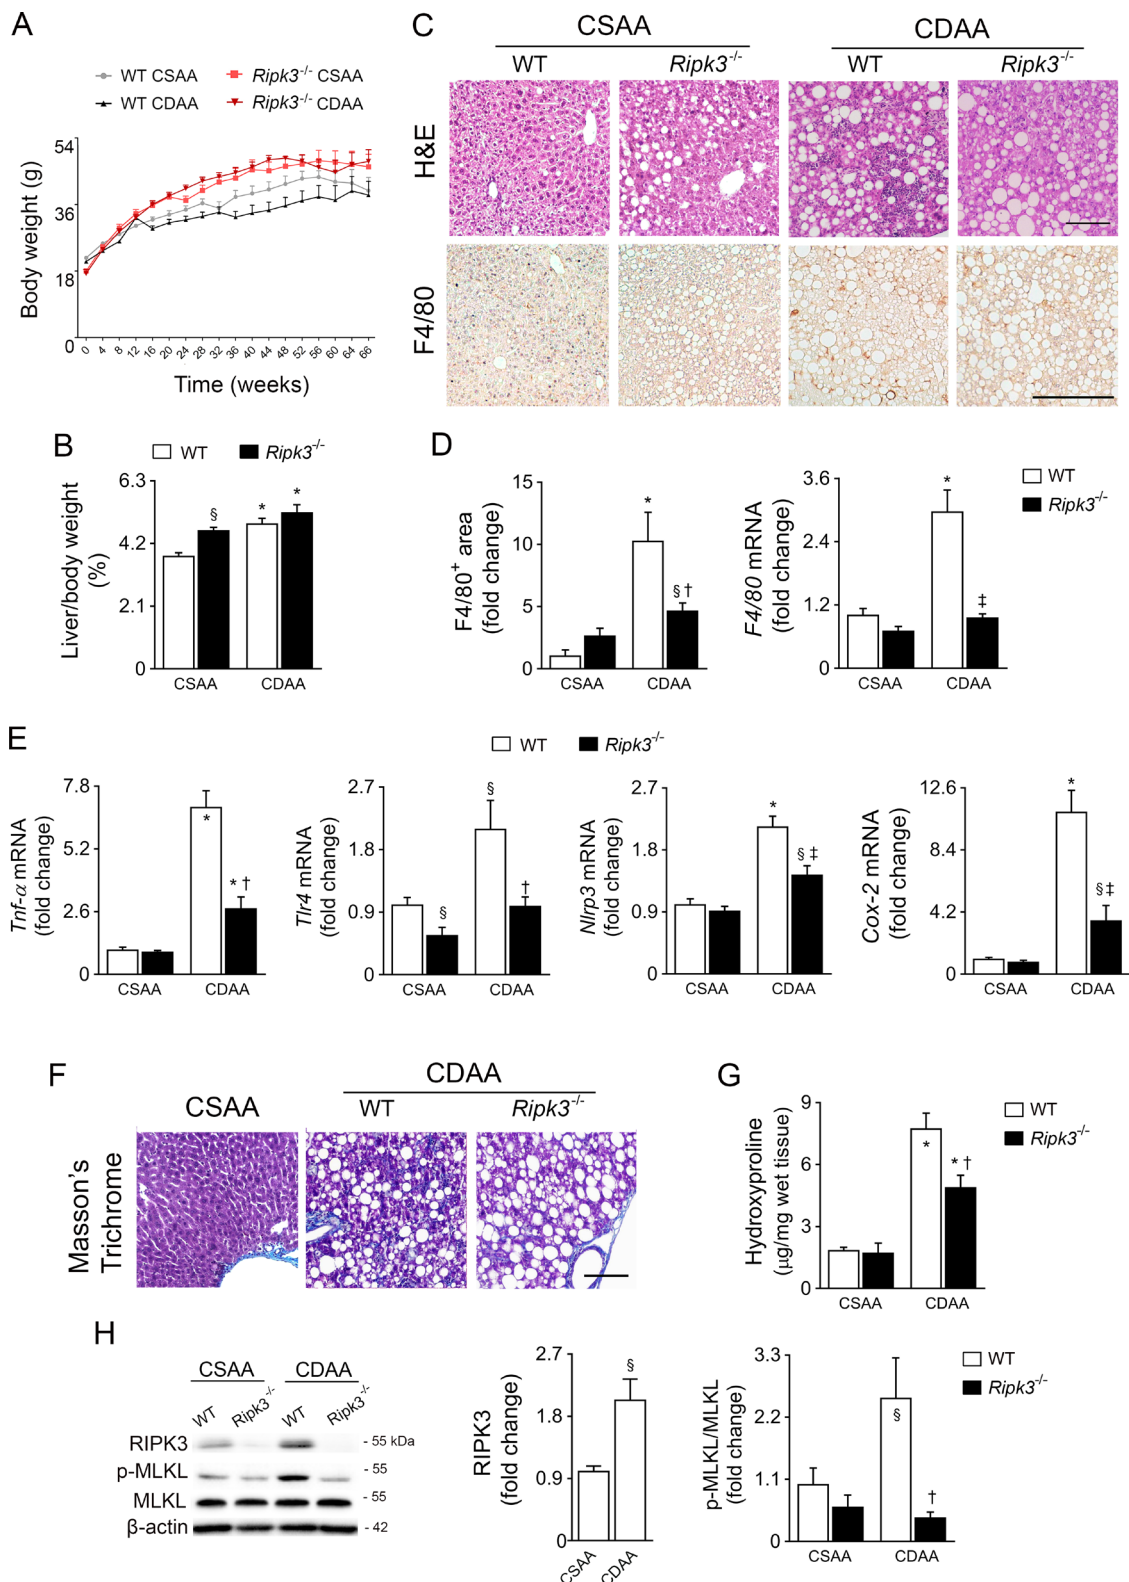 A
WT CSAA
Ripk3-/- CSAA
WT CDAA
Ripk3-/- CDAA
54
36
18
0
Body weight (g)
0 4 8 12 16 20 24 28 32 36 40 44 48 52 56 60 64 66
Time (weeks)
B
WT
Ripk3-/-
Liver/body weight
(%)
6.3
4.2
2.1
0
§
*
*
CSAA
CDAA
C
CSAA
CDAA
WT
Ripk3-/-
WT
Ripk3-/-
H&E
F4/80
D
F4/80+ area
(fold change)
15
10
5
0
*
§ †
CSAA
CDAA
F4/80 mRNA
(fold change)
3.6
2.4
1.2
0
*
‡
CSAA
CDAA
WT
Ripk3-/-
E
WT
Ripk3-/-
Tnf-α mRNA
(fold change)
7.8
5.2
2.6
0
*
* †
CSAA
CDAA
Tlr4 mRNA
(fold change)
2.7
1.8
0.9
0
§
§
†
CSAA
CDAA
Nlrp3 mRNA
(fold change)
2.7
1.8
0.9
0
*
§ ‡
CSAA
CDAA
Cox-2 mRNA
(fold change)
12.6
8.4
4.2
0
*
§ ‡
CSAA
CDAA
F
CDAA
CSAA
WT
Ripk3-/-
Masson's
Trichrome
G
Hydroxyproline
(µg/mg wet tissue)
9
6
3
0
*
* †
CSAA
CDAA
WT
Ripk3-/-
H
CSAA
CDAA
WT
Ripk3-/-
WT
Ripk3-/-
RIPK3
- 55 kDa
p-MLKL
- 55
MLKL
- 55
β-actin
- 42
RIPK3
(fold change)
2.7
1.8
0.9
0
§
CSAA
CDAA
p-MLKL/MLKL
(fold change)
3.3
2.2
1.1
0
§
†
CSAA
CDAA
WT
Ripk3-/-